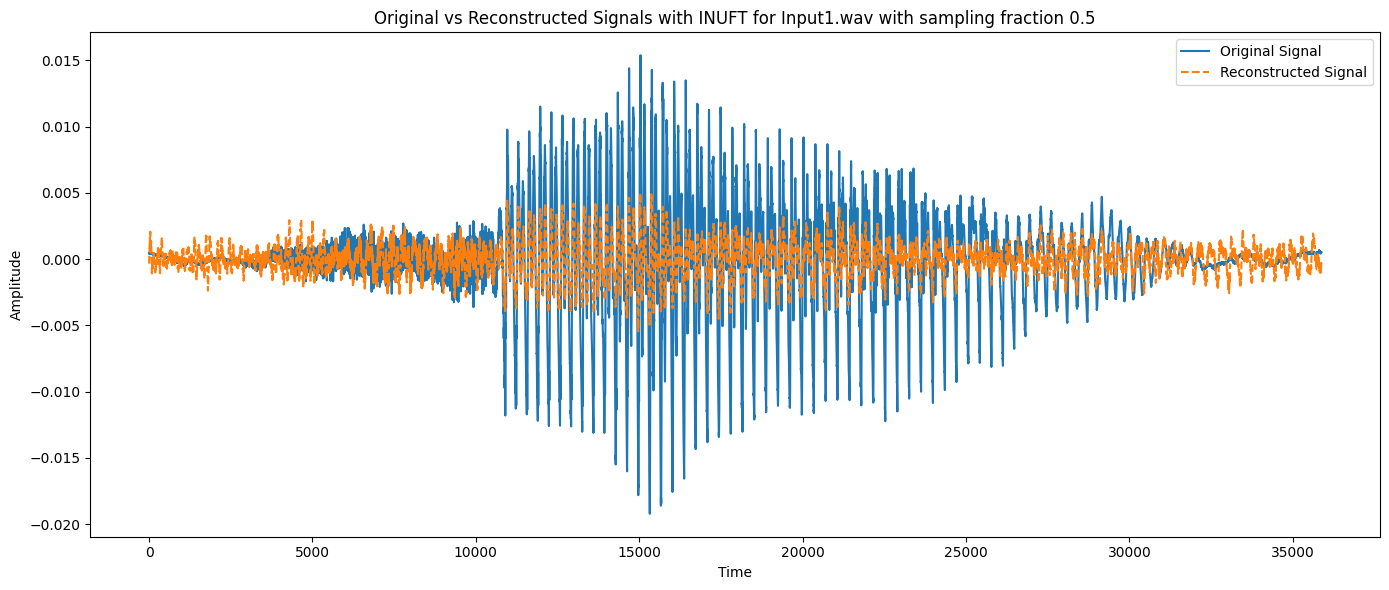 Original vs Reconstructed Signals with INUFT for Input1.wav with sampling fraction 0.5
Original Signal
Reconstructed Signal
0.015
0.010
0.005
0.000
−0.005
−0.010
−0.015
−0.020
Amplitude
0 5000 10000 15000 20000 25000 30000 35000
Time